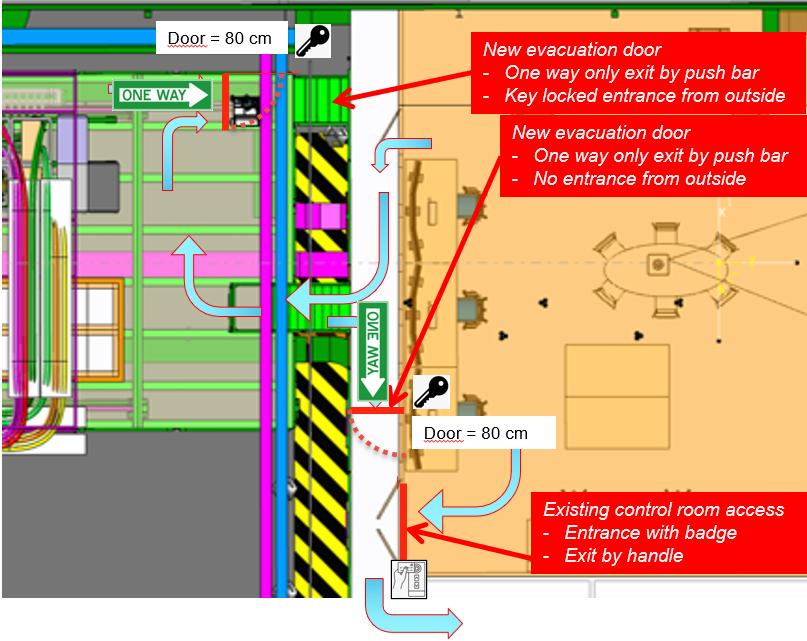 Door = 80 cm
New evacuation door
- One way only exit by push bar
- Key locked entrance from outside
ONE WAY
New evacuation door
- One way only exit by push bar
- No entrance from outside
ONE WAY
Door = 80 cm
Existing control room access
- Entrance with badge
- Exit by handle